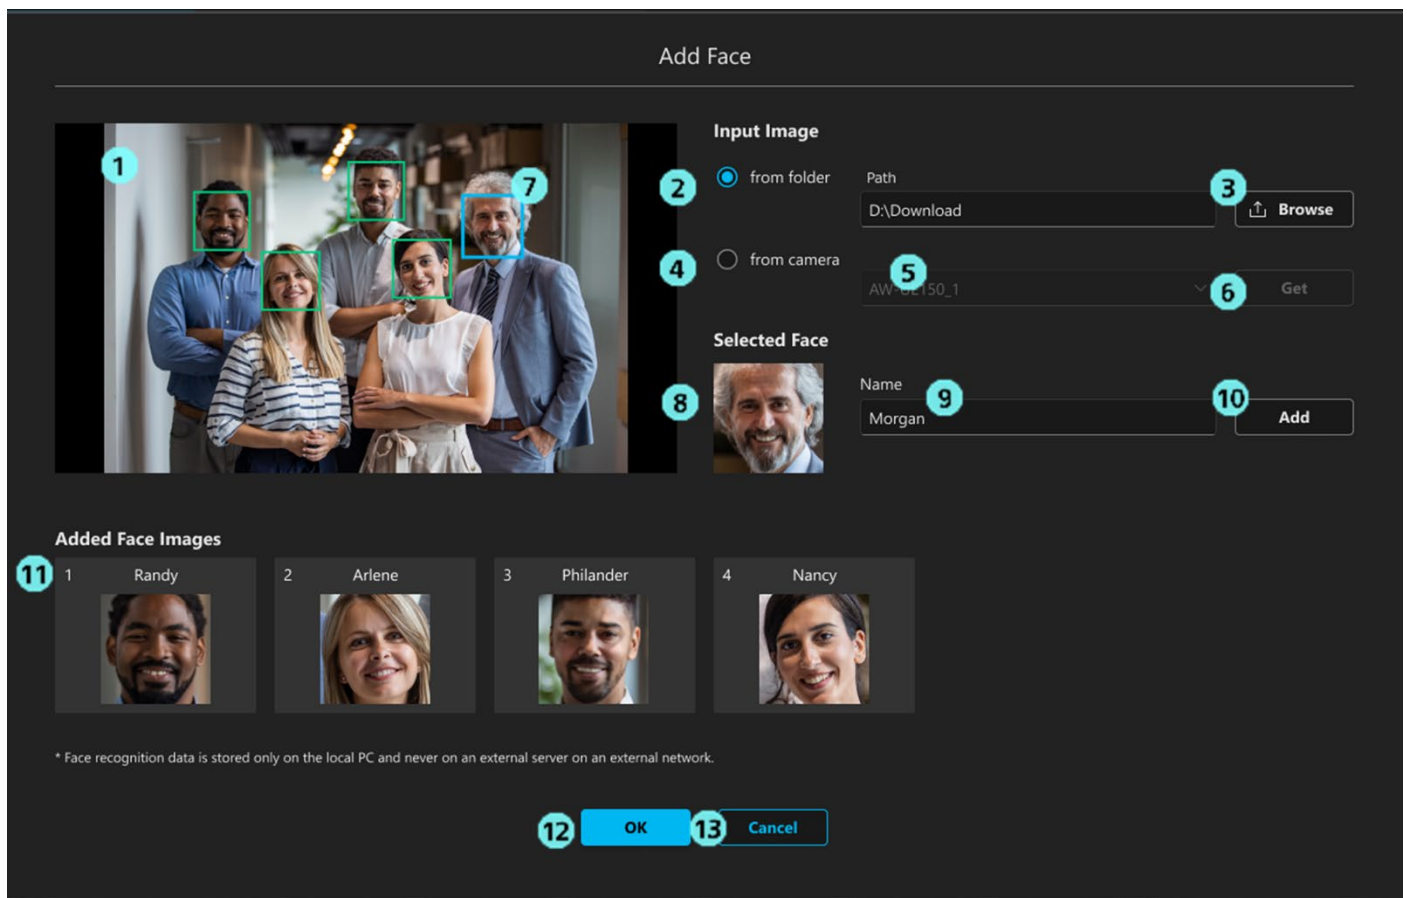 Add Face
Input Image
1
7
2
from folder
Path
3
D:\Download
Browse
4
from camera
5
6
Get
Selected Face
8
Name
9
10
Morgan
Add
Added Face Images
11
1 Randy
2 Arlene
3 Philander
4 Nancy
* Face recognition data is stored only on the local PC and never on an external server on an external network.
12
OK
13
Cancel